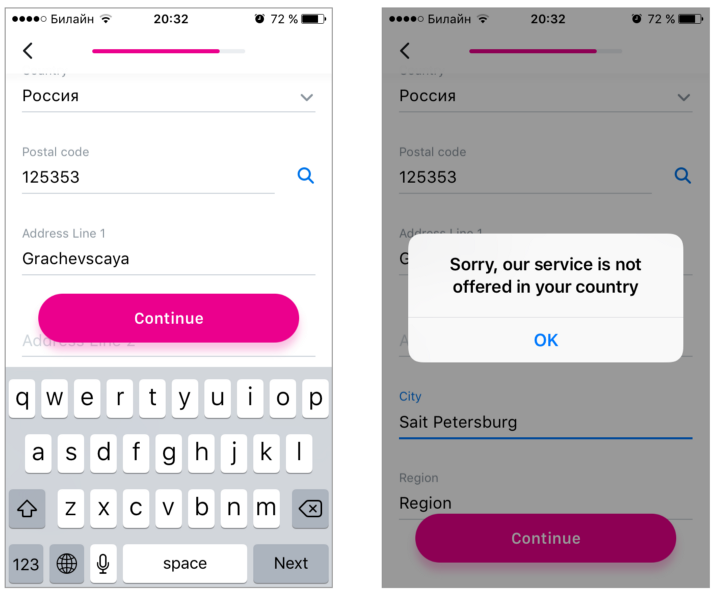 Билайн 20:32 72 %
Country
Россия
Postal code
125353
Address Line 1
Grachevscaya
Continue
Address Line 2
q w e r t y u i o p
a s d f g h j k l
z x c v b n m
123 space Next
Билайн 20:32 72 %
Country
Россия
Postal code
125353
Address Line 1
G
Sorry, our service is not
offered in your country
OK
A
City
Sait Petersburg
Region
Region
Continue